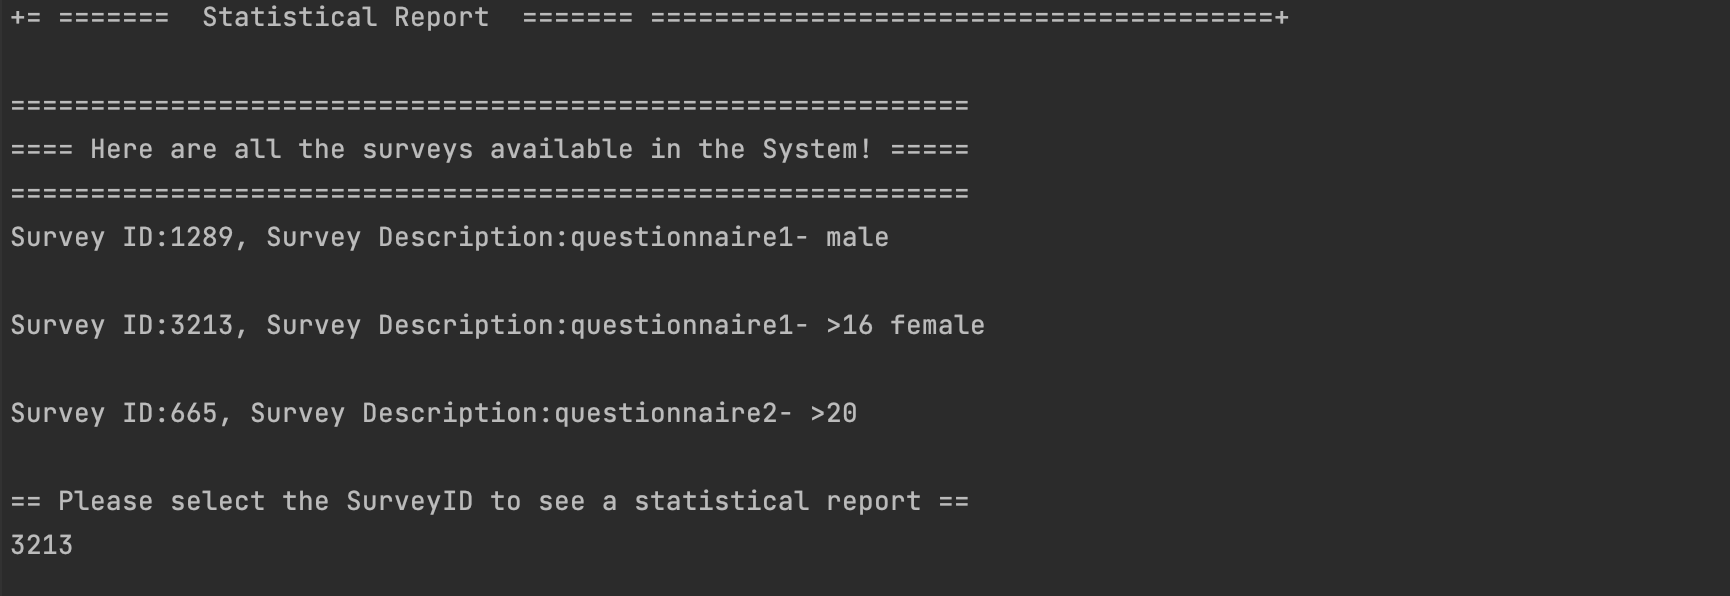 += =======  Statistical Report  ======= =======================================+
============================================================
==== Here are all the surveys available in the System! =====
============================================================
Survey ID:1289, Survey Description:questionnaire1- male
Survey ID:3213, Survey Description:questionnaire1- >16 female
Survey ID:665, Survey Description:questionnaire2- >20
== Please select the SurveyID to see a statistical report ==
3213